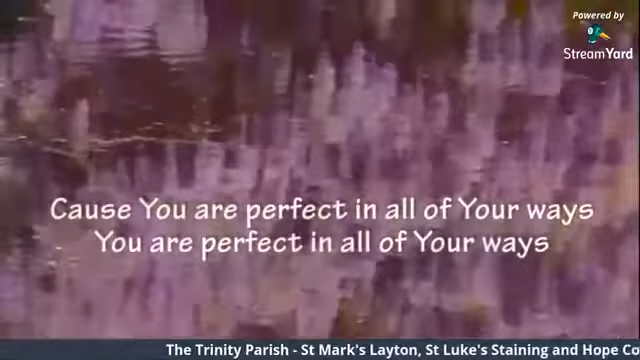 Powered by
StreamYard
Cause You are perfect in all of Your ways
You are perfect in all of Your ways
The Trinity Parish - St Mark's Layton, St Luke's Staining and Hope